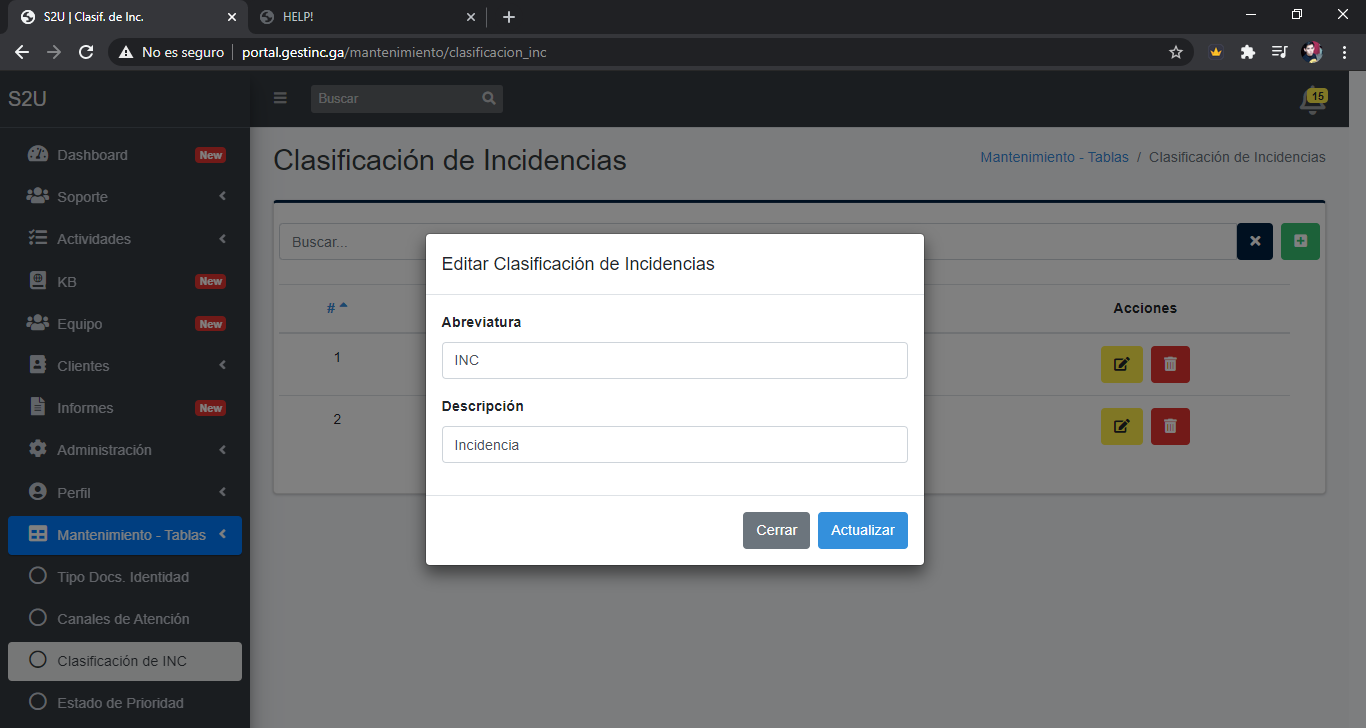 S2U | Clasif. de Inc.
HELP!
No es seguro
portal.gestinc.ga/mantenimiento/clasificacion_inc
S2U
Buscar
15
Dashboard New
Soporte
Actividades
KB New
Equipo New
Clientes
Informes New
Administración
Perfil
Mantenimiento - Tablas
Tipo Docs. Identidad
Canales de Atención
Clasificación de INC
Estado de Prioridad
Clasificación de Incidencias
Mantenimiento - Tablas / Clasificación de Incidencias
Buscar...
# Acciones
1
2
Editar Clasificación de Incidencias
Abreviatura
INC
Descripción
Incidencia
Cerrar Actualizar